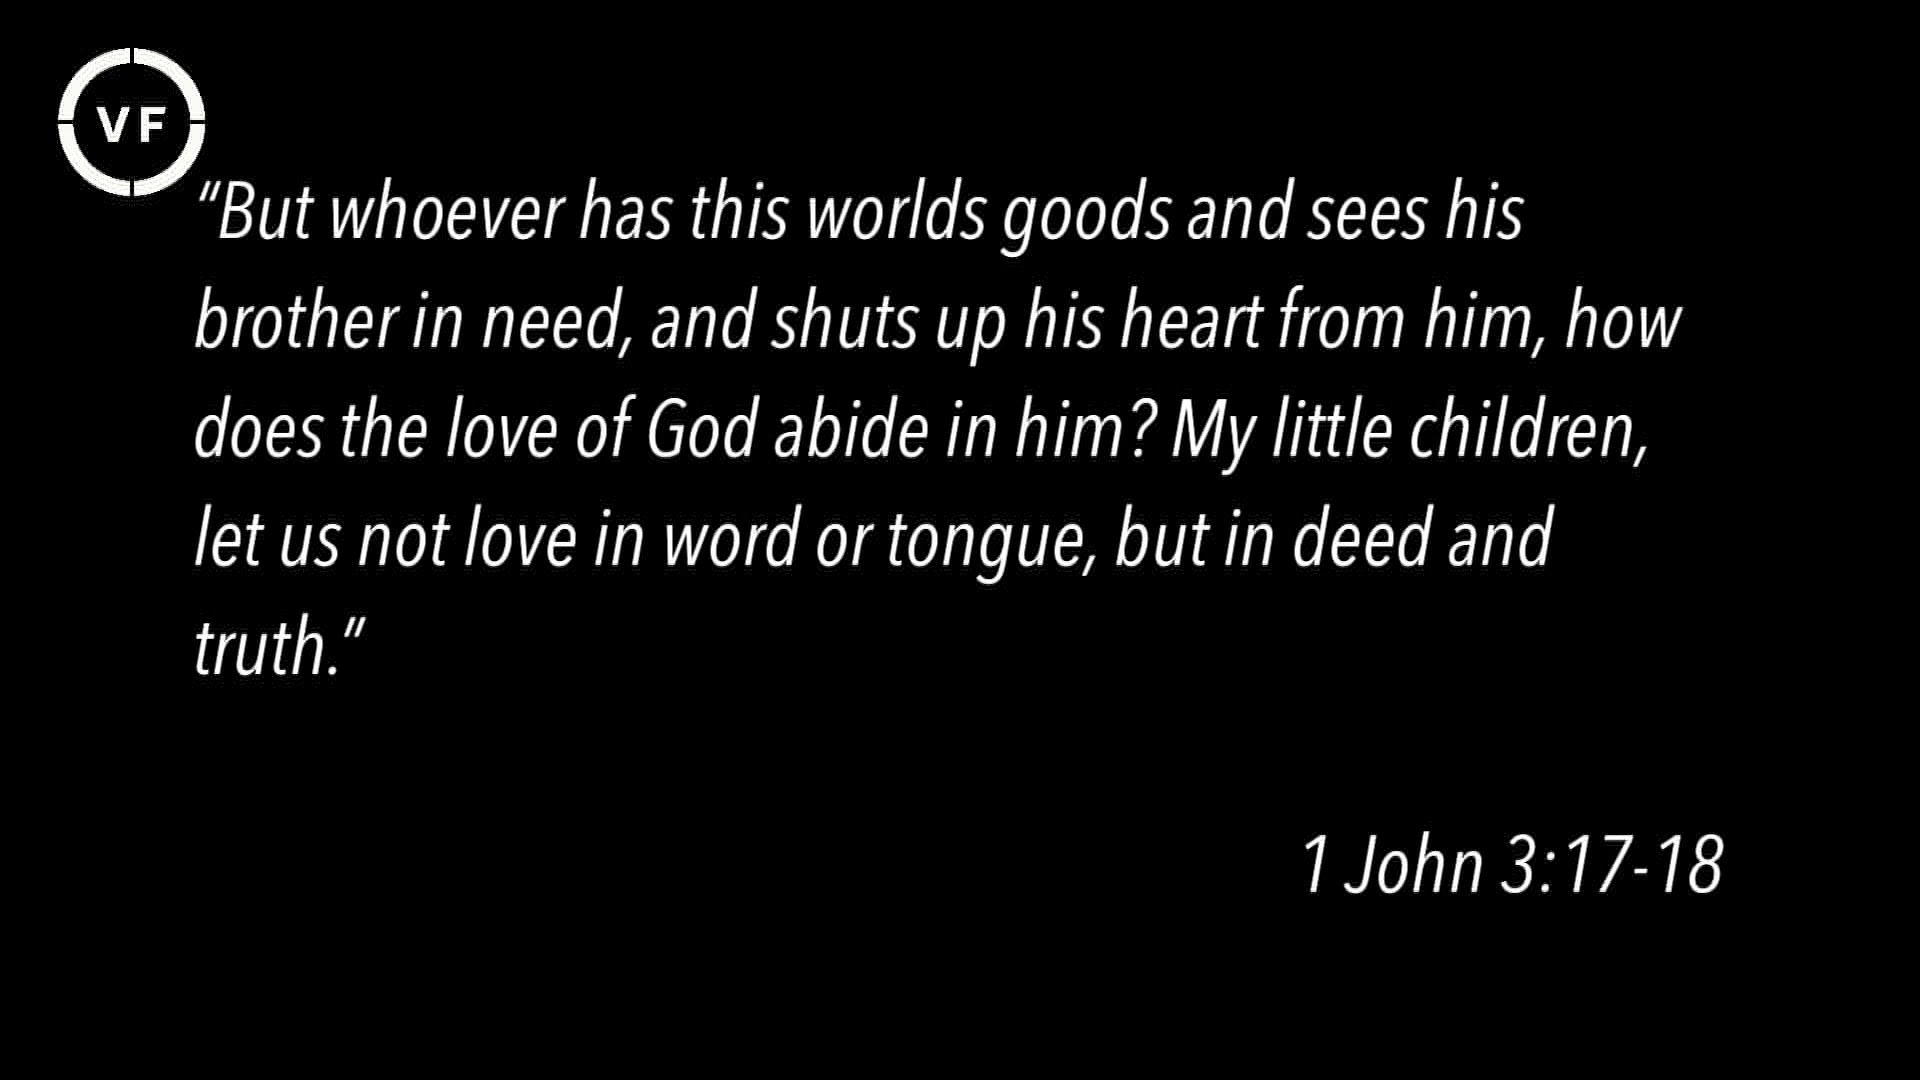 VF
“But whoever has this worlds goods and sees his
brother in need, and shuts up his heart from him, how
does the love of God abide in him? My little children,
let us not love in word or tongue, but in deed and
truth.”
1 John 3:17-18